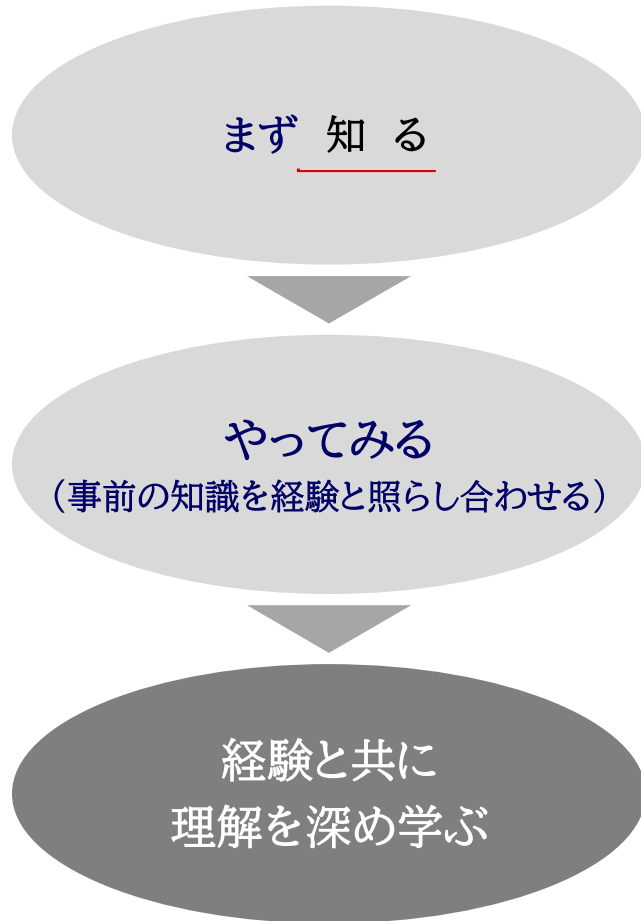 まず 知 る
やってみる
（事前の知識を経験と照らし合わせる）
経験と共に
理解を深め学ぶ